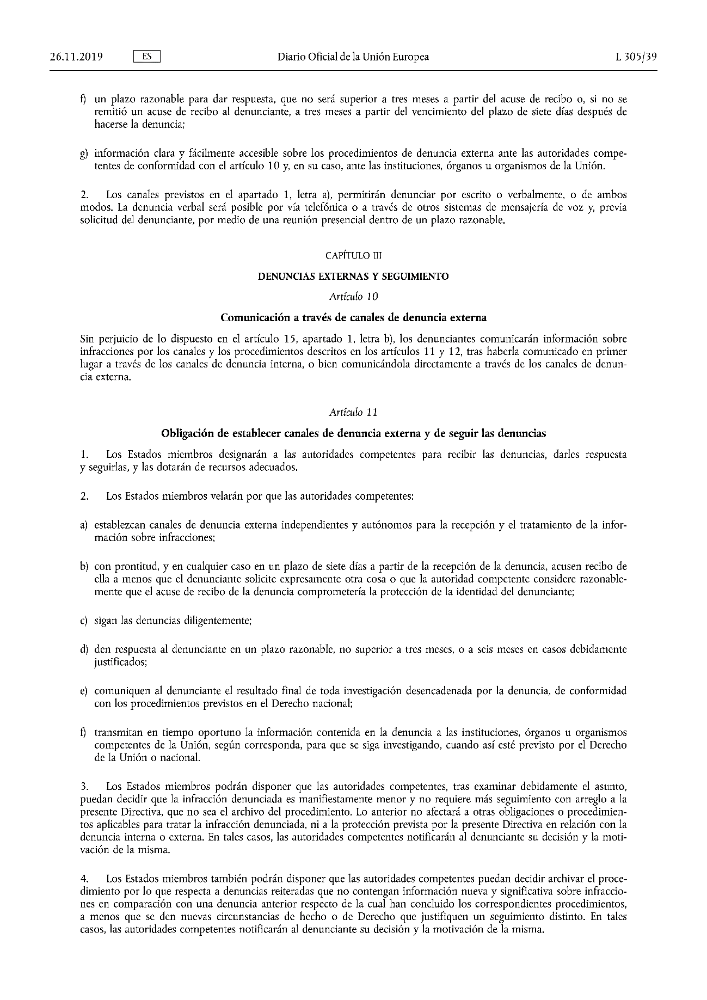 26.11.2019 ES Diario Oficial de la Unión Europea L 305/39
f) un plazo razonable para dar respuesta, que no será superior a tres meses a partir del acuse de recibo o, si no se
remitió un acuse de recibo al denunciante, a tres meses a partir del vencimiento del plazo de siete días después de
hacerse la denuncia;
g) información clara y fácilmente accesible sobre los procedimientos de denuncia externa ante las autoridades compe-
tentes de conformidad con el artículo 10 y, en su caso, ante las instituciones, órganos u organismos de la Unión.
2. Los canales previstos en el apartado 1, letra a), permitirán denunciar por escrito o verbalmente, o de ambos
modos. La denuncia verbal será posible por vía telefónica o a través de otros sistemas de mensajería de voz y, previa
solicitud del denunciante, por medio de una reunión presencial dentro de un plazo razonable.
CAPÍTULO III
DENUNCIAS EXTERNAS Y SEGUIMIENTO
Artículo 10
Comunicación a través de canales de denuncia externa
Sin perjuicio de lo dispuesto en el artículo 15, apartado 1, letra b), los denunciantes comunicarán información sobre
infracciones por los canales y los procedimientos descritos en los artículos 11 y 12, tras haberla comunicado en primer
lugar a través de los canales de denuncia interna, o bien comunicándola directamente a través de los canales de denun-
cia externa.
Artículo 11
Obligación de establecer canales de denuncia externa y de seguir las denuncias
1. Los Estados miembros designarán a las autoridades competentes para recibir las denuncias, darles respuesta
y seguirlas, y las dotarán de recursos adecuados.
2. Los Estados miembros velarán por que las autoridades competentes:
a) establezcan canales de denuncia externa independientes y autónomos para la recepción y el tratamiento de la infor-
mación sobre infracciones;
b) con prontitud, y en cualquier caso en un plazo de siete días a partir de la recepción de la denuncia, acusen recibo de
ella a menos que el denunciante solicite expresamente otra cosa o que la autoridad competente considere razonable-
mente que el acuse de recibo de la denuncia comprometería la protección de la identidad del denunciante;
c) sigan las denuncias diligentemente;
d) den respuesta al denunciante en un plazo razonable, no superior a tres meses, o a seis meses en casos debidamente
justificados;
e) comuniquen al denunciante el resultado final de toda investigación desencadenada por la denuncia, de conformidad
con los procedimientos previstos en el Derecho nacional;
f) transmitan en tiempo oportuno la información contenida en la denuncia a las instituciones, órganos u organismos
competentes de la Unión, según corresponda, para que se siga investigando, cuando así esté previsto por el Derecho
de la Unión o nacional.
3. Los Estados miembros podrán disponer que las autoridades competentes, tras examinar debidamente el asunto,
puedan decidir que la infracción denunciada es manifiestamente menor y no requiere más seguimiento con arreglo a la
presente Directiva, que no sea el archivo del procedimiento. Lo anterior no afectará a otras obligaciones o procedimien-
tos aplicables para tratar la infracción denunciada, ni a la protección prevista por la presente Directiva en relación con la
denuncia interna o externa. En tales casos, las autoridades competentes notificarán al denunciante su decisión y la moti-
vación de la misma.
4. Los Estados miembros también podrán disponer que las autoridades competentes puedan decidir archivar el proce-
dimiento por lo que respecta a denuncias reiteradas que no contengan información nueva y significativa sobre infraccio-
nes en comparación con una denuncia anterior respecto de la cual han concluido los correspondientes procedimientos,
a menos que se den nuevas circunstancias de hecho o de Derecho que justifiquen un seguimiento distinto. En tales
casos, las autoridades competentes notificarán al denunciante su decisión y la motivación de la misma.